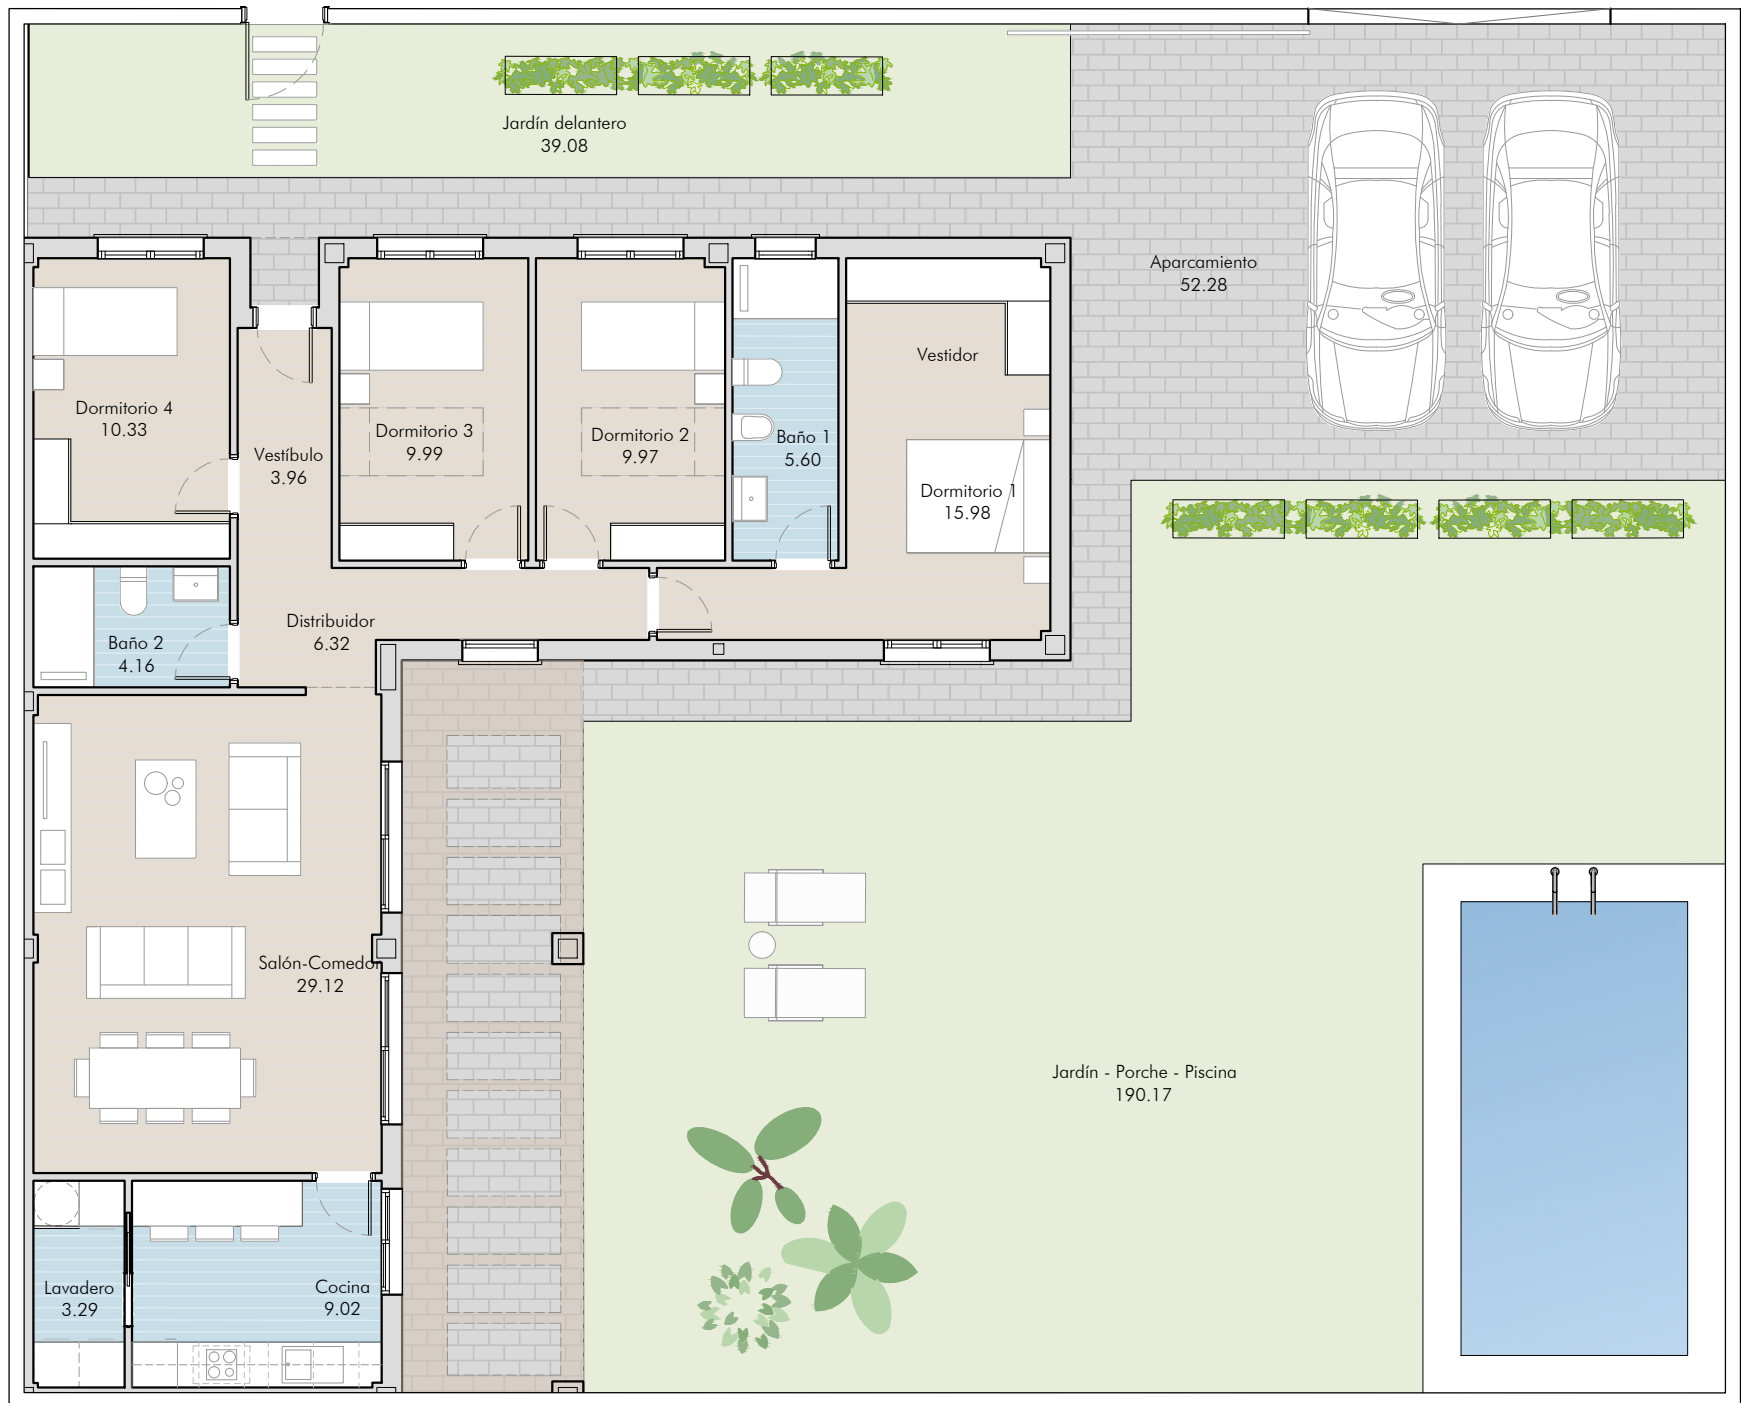 Jardín delantero
39.08
Aparcamiento
52.28
Vestidor
Dormitorio 4
10.33
Dormitorio 3
9.99
Dormitorio 2
9.97
Baño 1
5.60
Vestíbulo
3.96
Dormitorio 1
15.98
Distribuidor
6.32
Baño 2
4.16
Salón-Comedor
29.12
Jardín - Porche - Piscina
190.17
Lavadero
3.29
Cocina
9.02